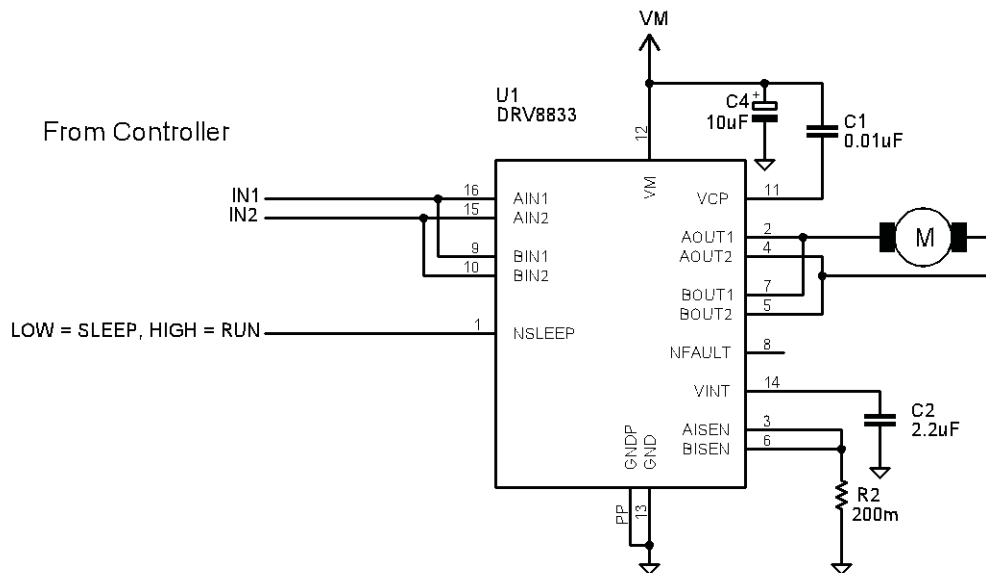 VM
U1
DRV8833
C4
+
10uF
C1
0.01uF
From Controller
12
VM
IN1
16
AIN1
VCP
11
IN2
15
AIN2
AOUT1
2
M
AOUT2
4
9
BIN1
10
BIN2
BOUT1
7
BOUT2
5
LOW = SLEEP, HIGH = RUN
1
NSLEEP
NFAULT
8
VINT
14
C2
2.2uF
AISEN
3
BISEN
6
GNDP
GND
R2
200m
PP
13